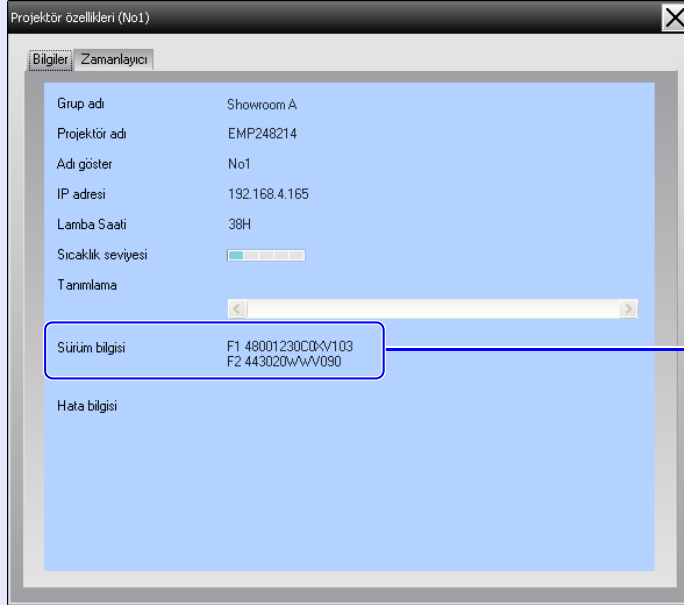 Projektör özellikleri (No1)
Bilgiler Zamanlayıcı
Grup adı Showroom A
Projektör adı EMP248214
Adı göster No1
IP adresi 192.168.4.165
Lamba Saati 38H
Sıcaklık seviyesi
Tanımlama
Sürüm bilgisi F1 48001230C0XV103
F2 443020WWV090
Hata bilgisi